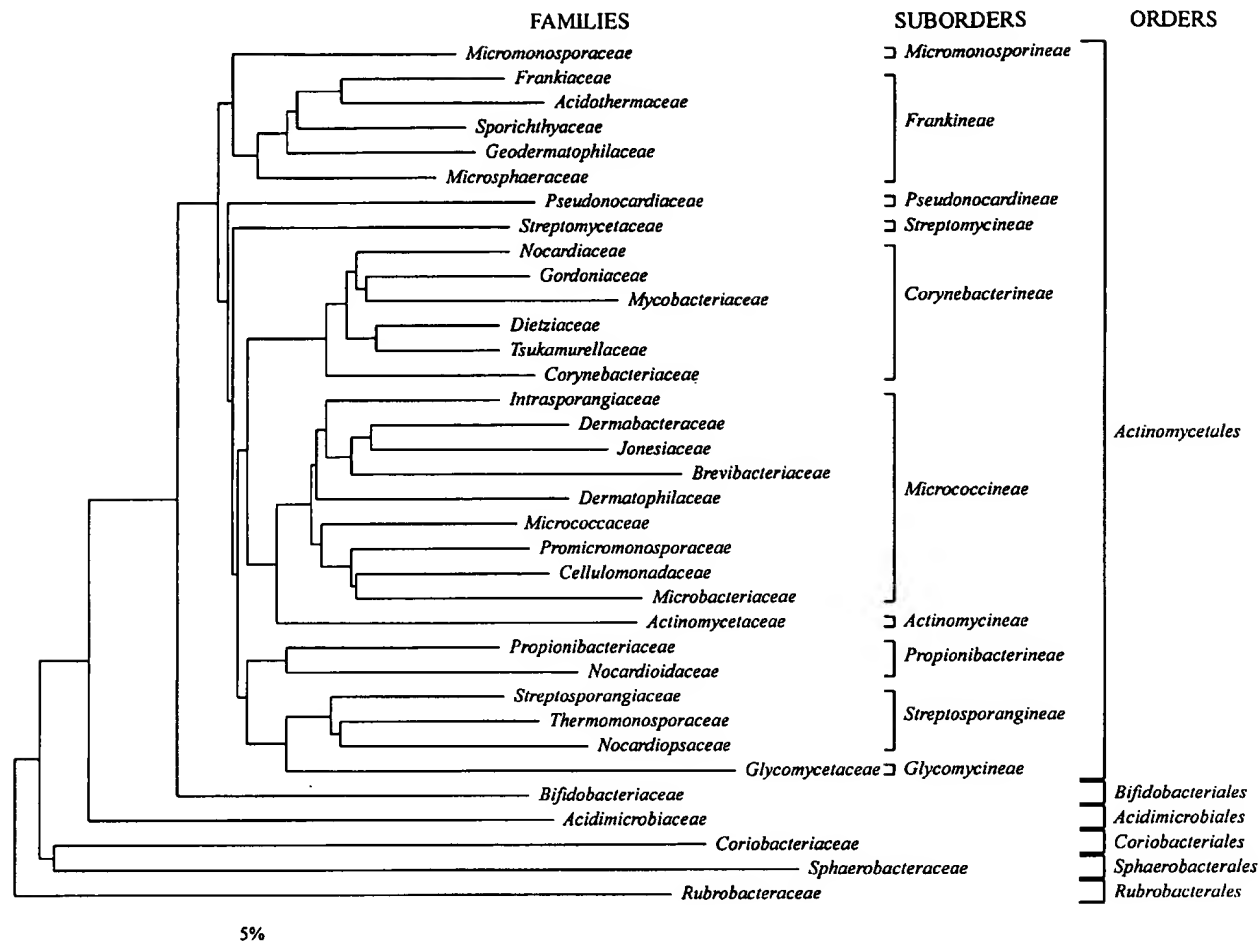 FAMILIES SUBORDERS ORDERS
Micromonosporaceae Micromonosporineae
Frankiaceae
Acidothermaceae
Frankineae
Sporichthyaceae
Geodermatophilaceae
Microsphaeraceae
Pseudonocardiaceae Pseudonocardineae
Streptomycetaceae Streptomycineae
Nocardiaceae
Gordoniaceae
Corynebacterineae
Mycobacteriaceae
Dietziaceae
Tsukamurellaceae
Corynebacteriaceae
Intrasporangiaceae
Dermabacteraceae
Actinomycetales
Jonesiaceae
Brevibacteriaceae
Micrococcineae
Dermatophilaceae
Micrococcaceae
Promicromonosporaceae
Cellulomonadaceae
Microbacteriaceae
Actinomycetaceae Actinomycineae
Propionibacteriaceae
Propionibacterineae
Nocardioidaceae
Streptosporangiaceae
Streptosporangineae
Thermomonosporaceae
Nocardiopsaceae
Glycomycetaceae Glycomycineae
Bifidobacteriaceae Bifidobacteriales
Acidimicrobiaceae Acidimicrobiales
Coriobacteriaceae Coriobacteriales
Sphaerobacteraceae Sphaerobacterales
Rubrobacteraceae Rubrobacterales
5%